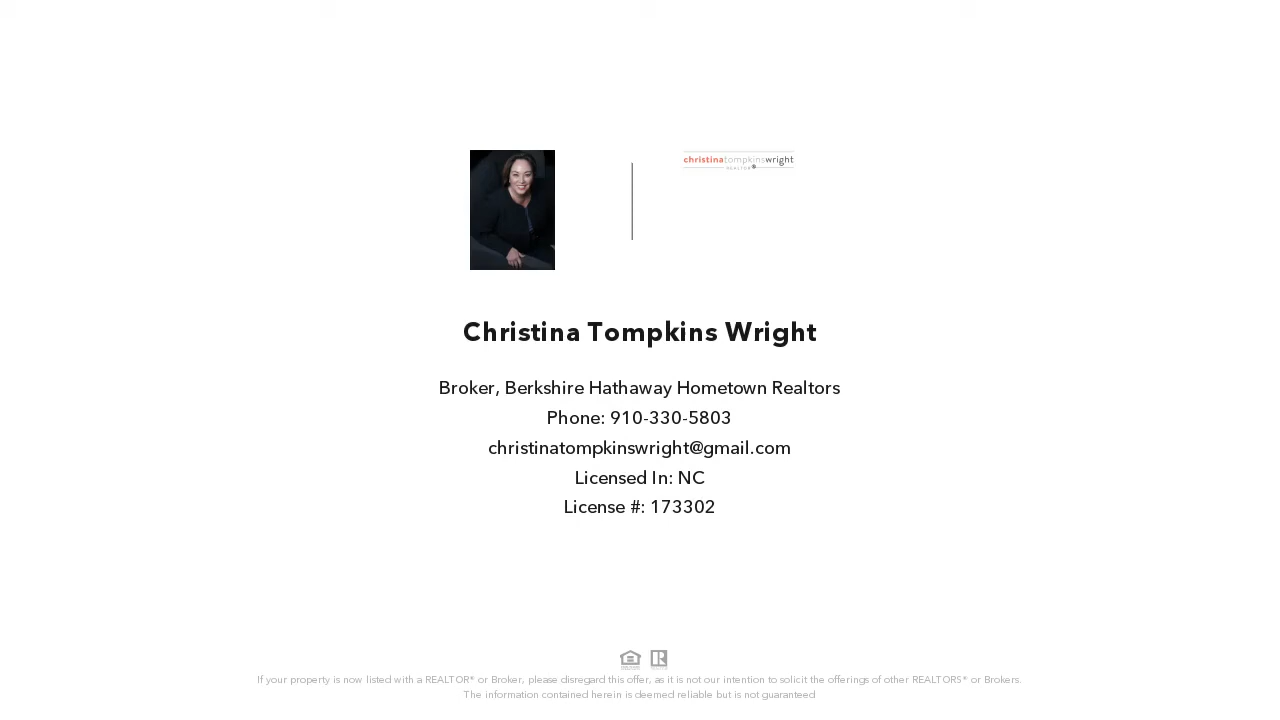 christinatompkinswright
REALTOR®
Christina Tompkins Wright
Broker, Berkshire Hathaway Hometown Realtors
Phone: 910-330-5803
christinatompkinswright@gmail.com
Licensed In: NC
License #: 173302
If your property is now listed with a REALTOR® or Broker, please disregard this offer, as it is not our intention to solicit the offerings of other REALTORS® or Brokers.
The information contained herein is deemed reliable but is not guaranteed